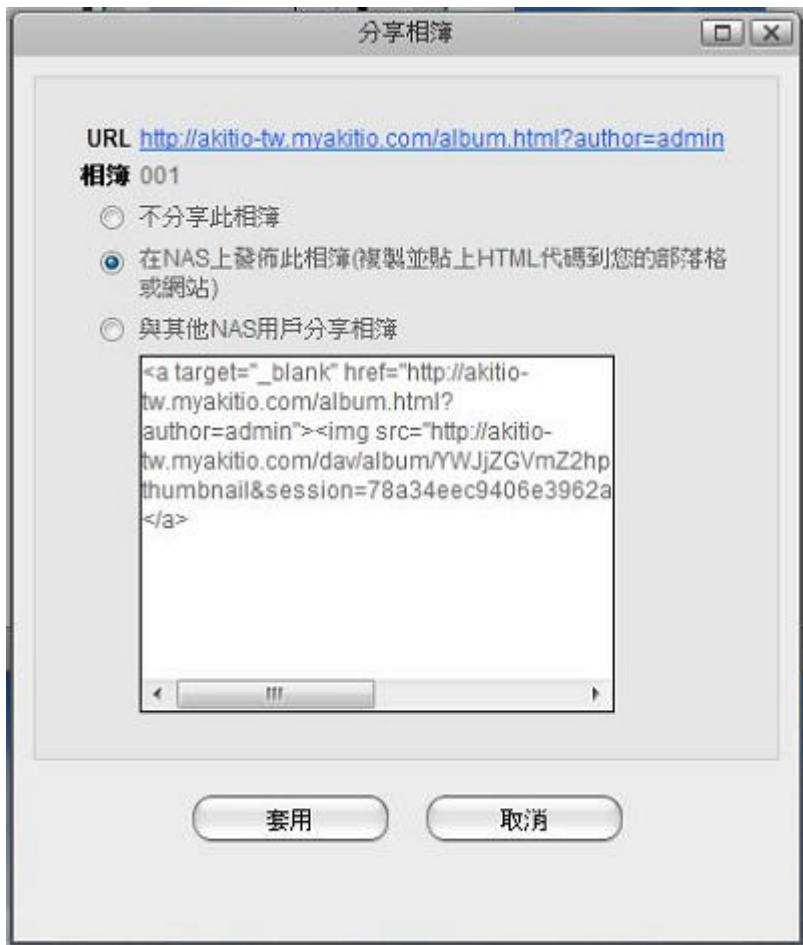 分享相簿
URL http://akitio-tw.myakitio.com/album.html?author=admin
相簿 001
不分享此相簿
在NAS上發佈此相簿(複製並貼上HTML代碼到您的部落格
或網站)
與其他NAS用戶分享相簿
<a target="_blank" href="http://akitio-
tw.myakitio.com/album.html?
author=admin"><img src="http://akitio-
tw.myakitio.com/dav/album/YWJjZGVmZ2hp
thumbnail&session=78a34eec9406e3962a
</a>
套用 取消